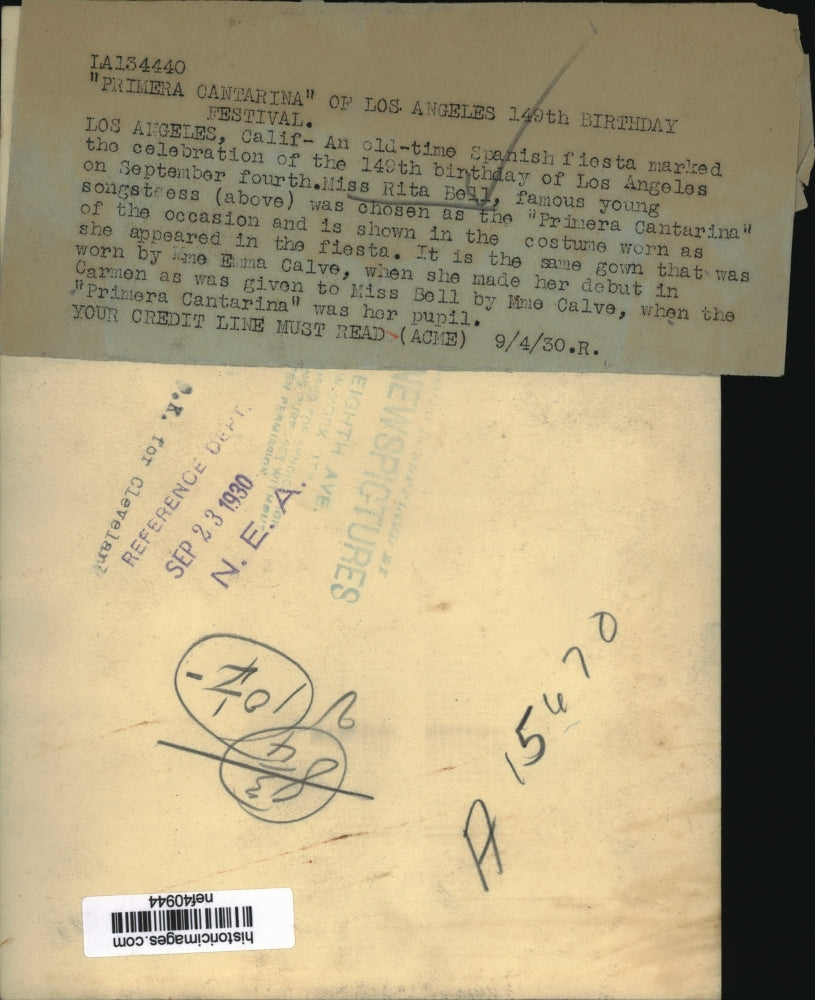 LA134440
"PRIMERA CANTARINA" OF LOS ANGELES 149th BIRTHDAY
FESTIVAL.
LOS ANGELES, Calif- An old-time Spanish fiesta marked
the celebration of the 149th birthday of Los Angeles
on September fourth. Miss Rita Bell, famous young
songstress (above) was chosen as the "Primera Cantarina"
of the occasion and is shown in the costume worn as
she appeared in the fiesta. It is the same gown that was
worn by Mme Emma Calve, when she made her debut in
Carmen as was given to Miss Bell by Mme Calve, when the
"Primera Cantarina" was her pupil.
YOUR CREDIT LINE MUST READ (ACME) 9/4/30.R.
O.K. for Cleveland
REFERENCE DEPT.
SEP 23 1930
N. E. A.
NEWSPICTURES
EIGHTH AVE.
historicimages.com
nef40944